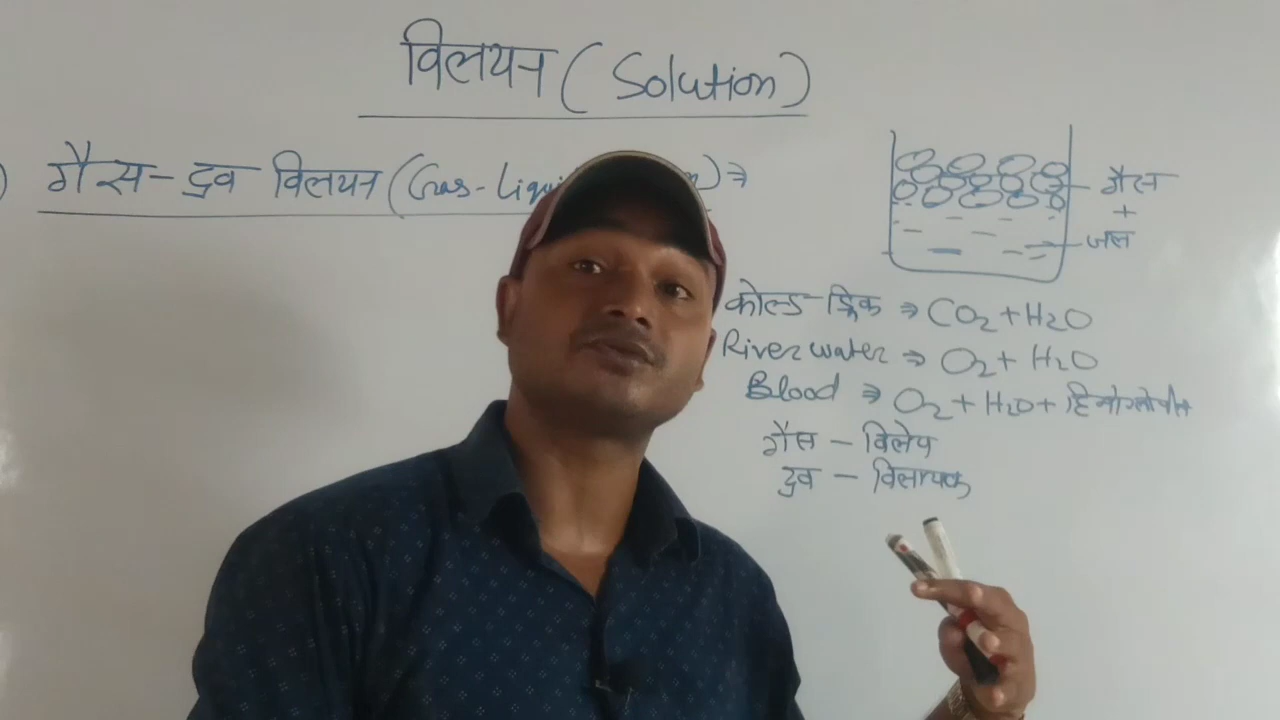 विलयन (Solution)
) गैस - द्रव विलयन (Gas - Liqui n) ⇒
गैस
+
जल
कोल्ड - ड्रिंक ⇒ CO2 + H2O
River water ⇒ O2 + H2O
Blood ⇒ O2 + H2O + हिमोग्लोबीन
गैस - विलेय
द्रव - विलायक